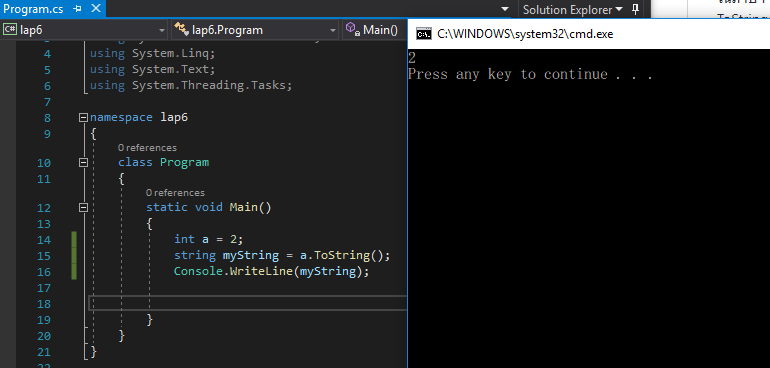 Program.cs
Solution Explorer
lap6
lap6.Program
Main()
4 using System.Linq;
5 using System.Text;
6 using System.Threading.Tasks;
7
8 namespace lap6
9 {
0 references
10 class Program
11 {
0 references
12 static void Main()
13 {
14 int a = 2;
15 string myString = a.ToString();
16 Console.WriteLine(myString);
17
18
19 }
20 }
21 }
C:\WINDOWS\system32\cmd.exe
2
Press any key to continue . . .